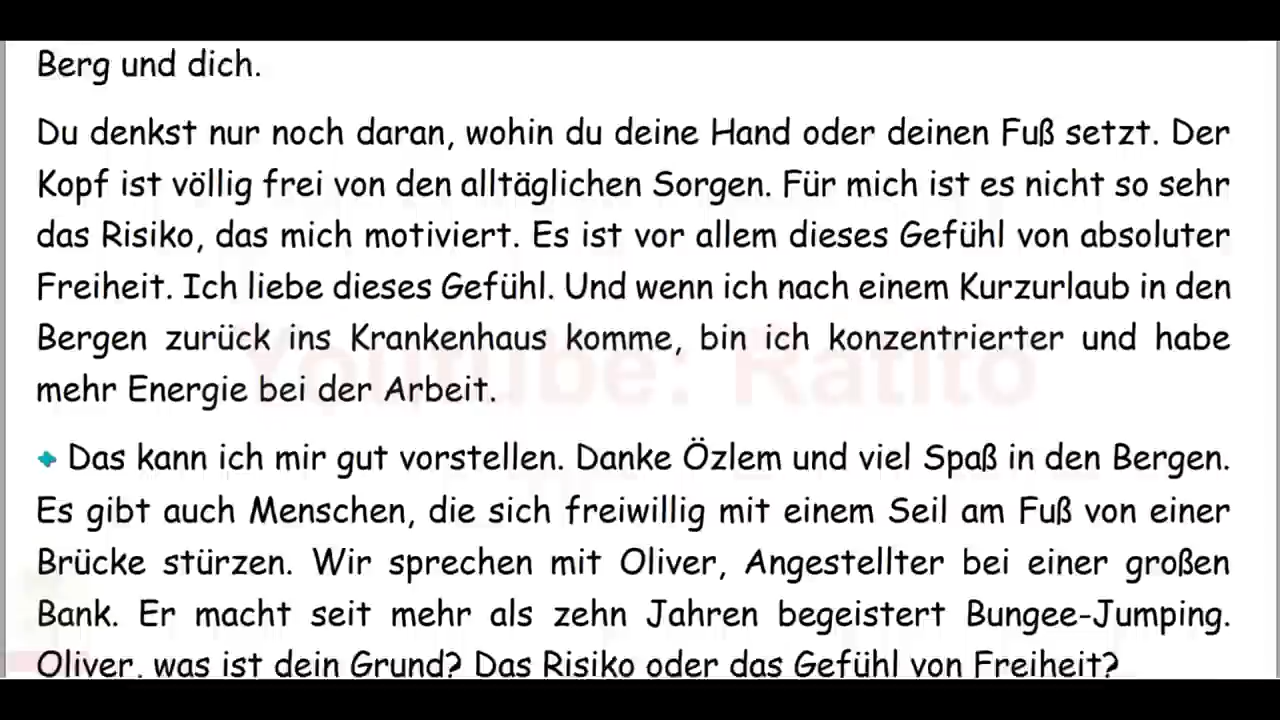 Berg und dich.
Du denkst nur noch daran, wohin du deine Hand oder deinen Fuß setzt. Der
Kopf ist völlig frei von den alltäglichen Sorgen. Für mich ist es nicht so sehr
das Risiko, das mich motiviert. Es ist vor allem dieses Gefühl von absoluter
Freiheit. Ich liebe dieses Gefühl. Und wenn ich nach einem Kurzurlaub in den
Bergen zurück ins Krankenhaus komme, bin ich konzentrierter und habe
mehr Energie bei der Arbeit.
Youtube: Ratito
Das kann ich mir gut vorstellen. Danke Özlem und viel Spaß in den Bergen.
Es gibt auch Menschen, die sich freiwillig mit einem Seil am Fuß von einer
Brücke stürzen. Wir sprechen mit Oliver, Angestellter bei einer großen
Bank. Er macht seit mehr als zehn Jahren begeistert Bungee-Jumping.
Oliver, was ist dein Grund? Das Risiko oder das Gefühl von Freiheit?